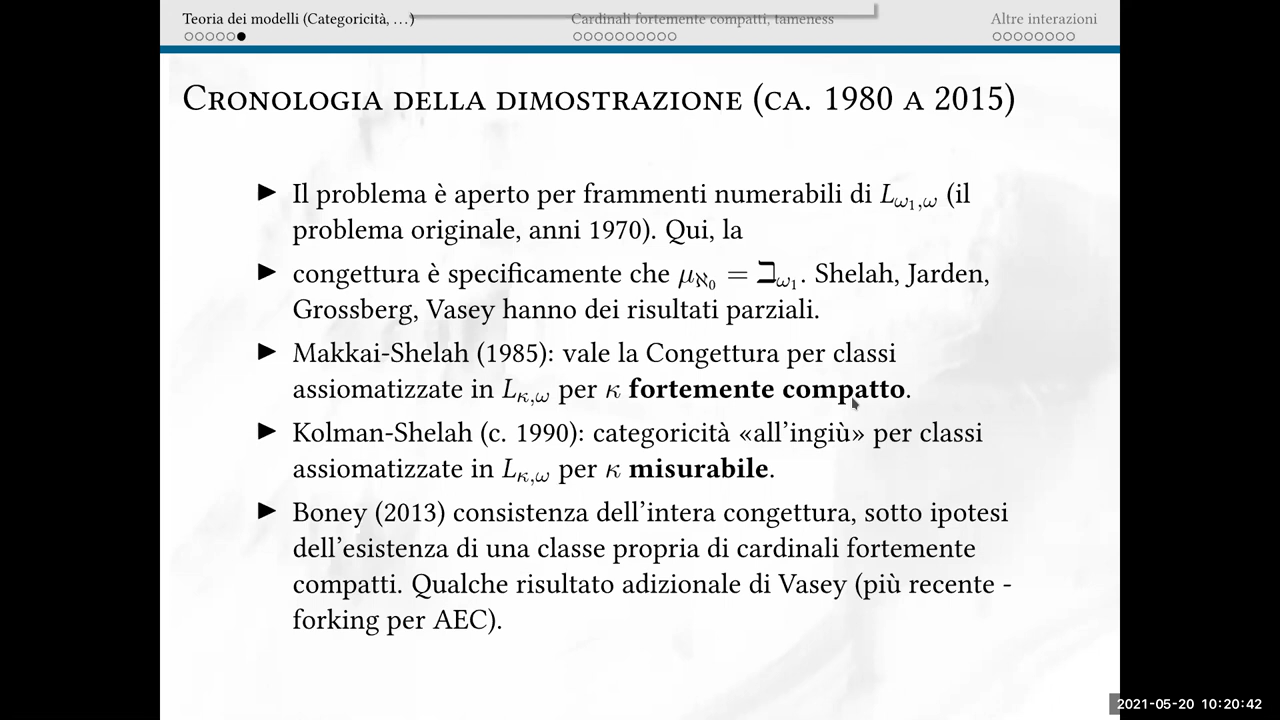 Teoria dei modelli (Categoricità, …)
Cardinali fortemente compatti, tameness
Altre interazioni
Cronologia della dimostrazione (ca. 1980 a 2015)
► Il problema è aperto per frammenti numerabili di L_{ω₁,ω} (il
problema originale, anni 1970). Qui, la
► congettura è specificamente che μ_{ℵ₀} = ℶ_{ω₁}. Shelah, Jarden,
Grossberg, Vasey hanno dei risultati parziali.
► Makkai-Shelah (1985): vale la Congettura per classi
assiomatizzate in L_{κ,ω} per κ fortemente compatto.
► Kolman-Shelah (c. 1990): categoricità «all'ingiù» per classi
assiomatizzate in L_{κ,ω} per κ misurabile.
► Boney (2013) consistenza dell'intera congettura, sotto ipotesi
dell'esistenza di una classe propria di cardinali fortemente
compatti. Qualche risultato adizionale di Vasey (più recente -
forking per AEC).
2021-05-20 10:20:42